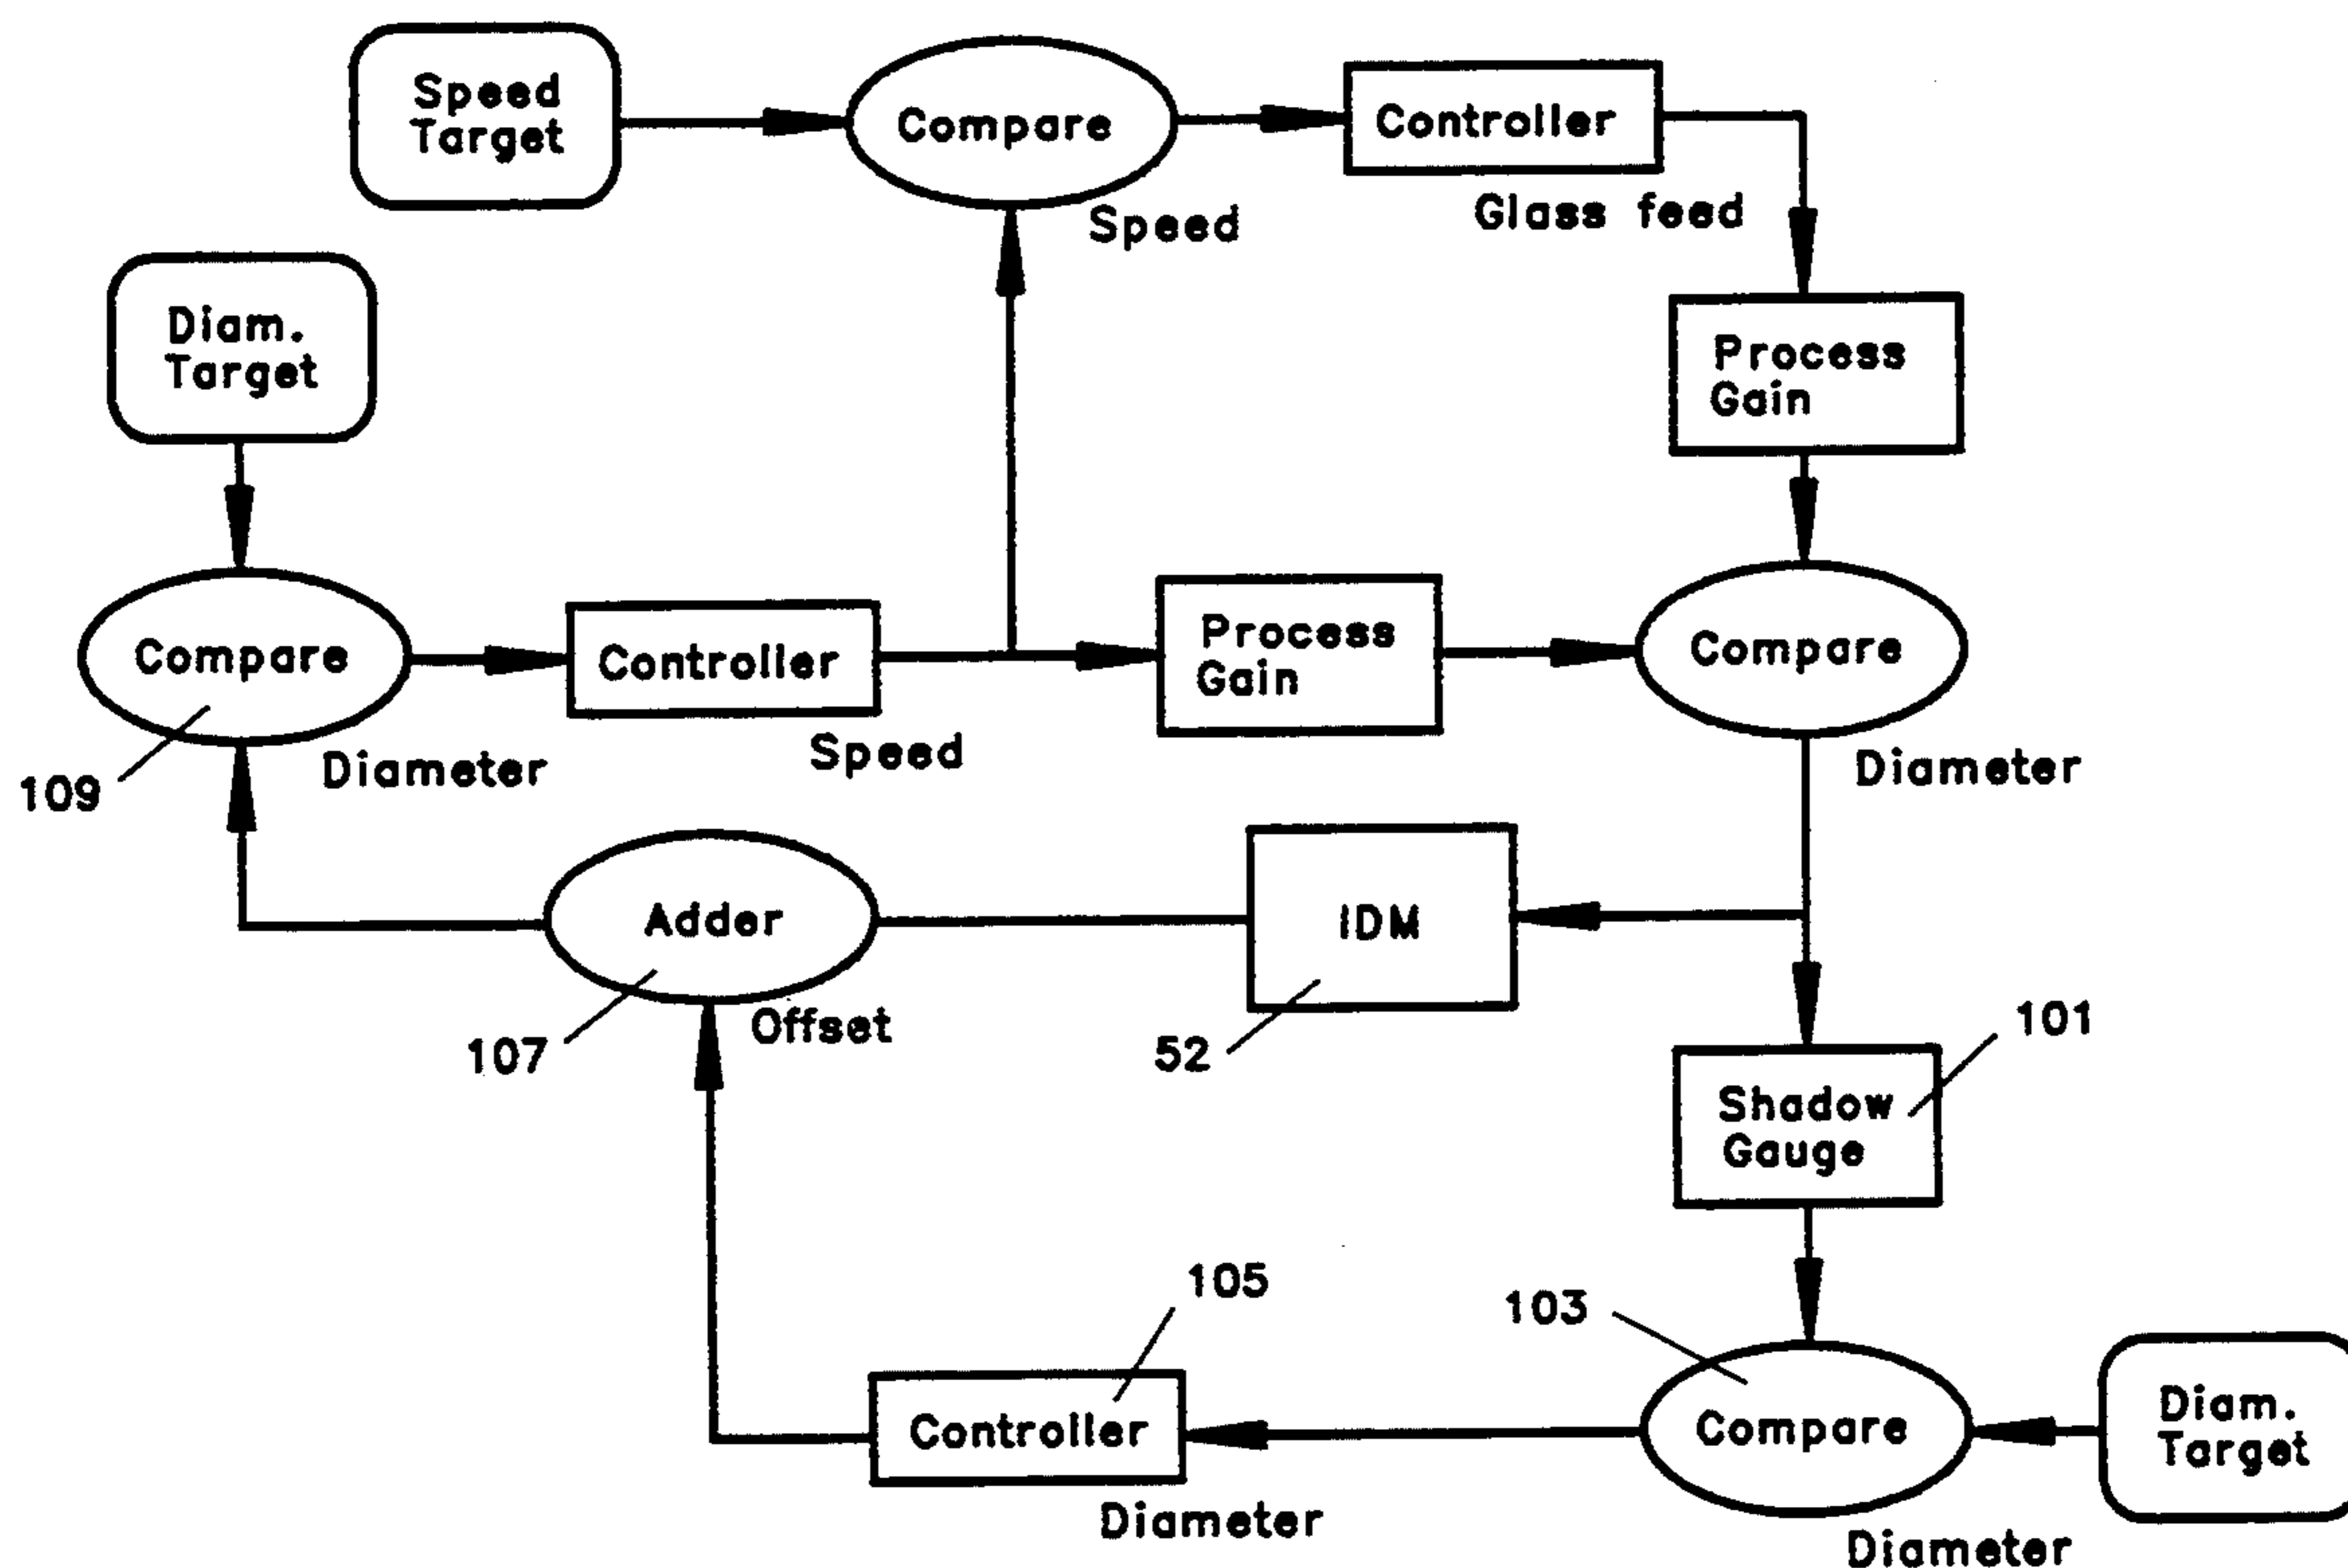 Speed
Target
Compare
Speed
Controller
Glass feed
Diam.
Target
Process
Gain
Compare
109
Diameter
Controller
Speed
Process
Gain
Compare
Diameter
Adder
107
Offset
IDM
52
Shadow
Gauge
101
105
Controller
Diameter
103
Compare
Diameter
Diam.
Target